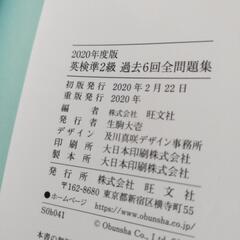 2020年度版
英検準2級 過去6回全問題集
初版発行 2020年2月22日
重版発行 2020年
編者 株式会社 旺文社
発行者 生駒大壱
デザイン 及川真咲デザイン事務所
印刷所 大日本印刷株式会社
製本所 大日本印刷株式会社
発行所 株式会社 旺文社
〒162-8680 東京都新宿区横寺町55
●ホームページ https://www.obunsha.co.jp/
S0b041
© Obunsha Co., Ltd.
本書の無